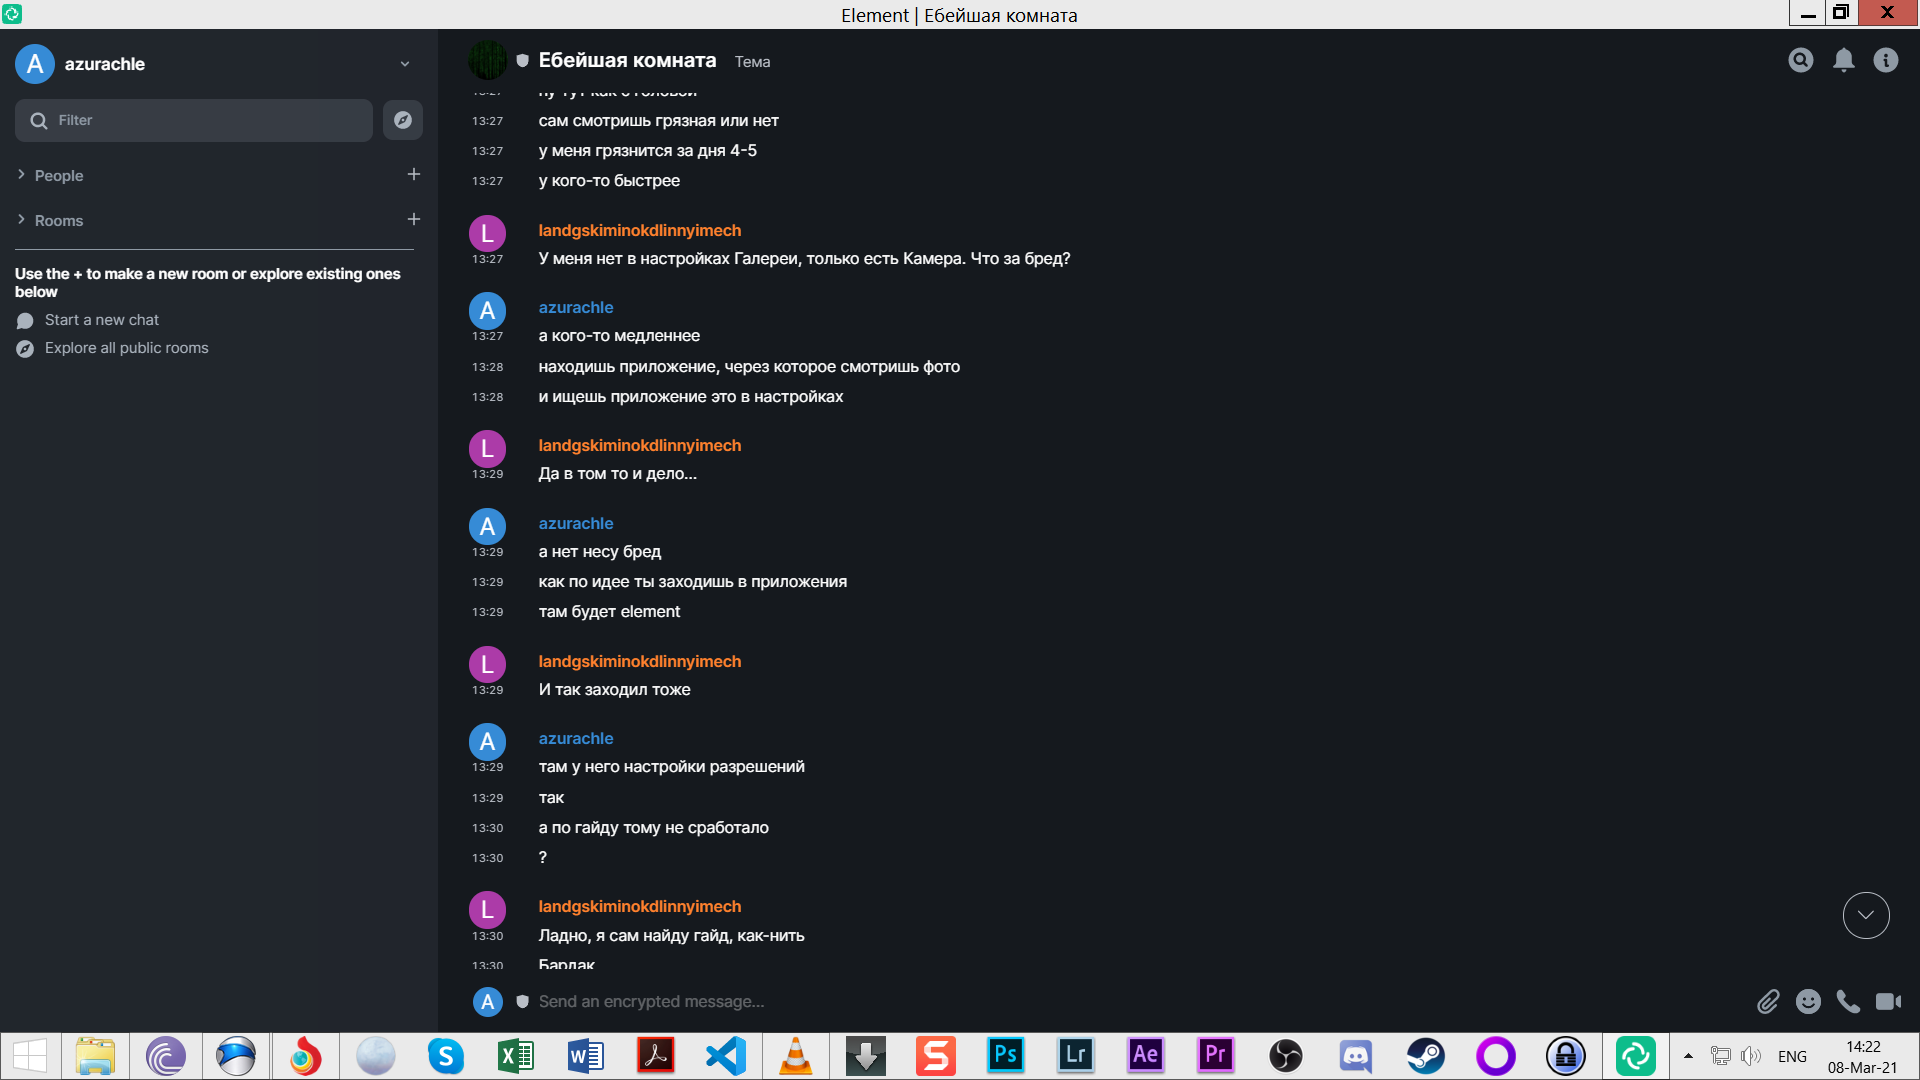 Element | Ебейшая комната
A azurachle
Filter
People
Rooms
Use the + to make a new room or explore existing ones
below
Start a new chat
Explore all public rooms
Ебейшая комната Тема
13:27 сам смотришь грязная или нет
13:27 у меня грязнится за дня 4-5
13:27 у кого-то быстрее
L landgskiminokdlinnyimech
13:27 У меня нет в настройках Галереи, только есть Камера. Что за бред?
A azurachle
13:27 а кого-то медленнее
13:28 находишь приложение, через которое смотришь фото
13:28 и ищешь приложение это в настройках
L landgskiminokdlinnyimech
13:29 Да в том то и дело...
A azurachle
13:29 а нет несу бред
13:29 как по идее ты заходишь в приложения
13:29 там будет element
L landgskiminokdlinnyimech
13:29 И так заходил тоже
A azurachle
13:29 там у него настройки разрешений
13:29 так
13:30 а по гайду тому не сработало
13:30 ?
L landgskiminokdlinnyimech
13:30 Ладно, я сам найду гайд, как-нить
13:30 Бардак
A Send an encrypted message...
S X W S Ps Lr Ae Pr ENG 14:22
08-Mar-21